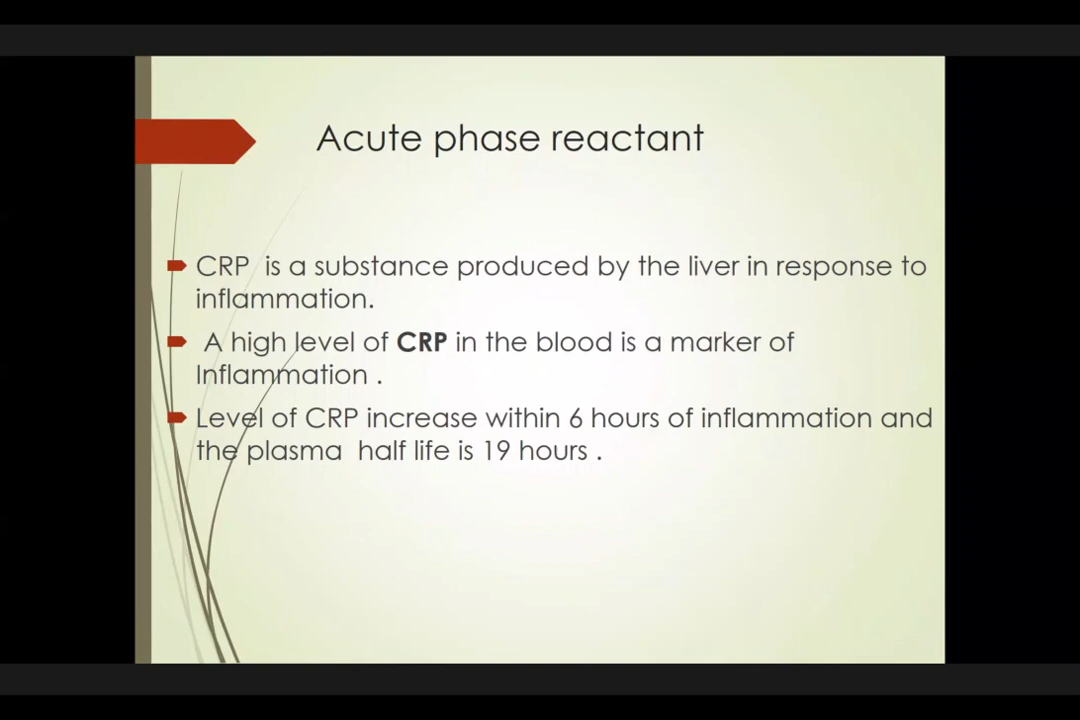 Acute phase reactant
CRP is a substance produced by the liver in response to
inflammation.
A high level of CRP in the blood is a marker of
Inflammation .
Level of CRP increase within 6 hours of inflammation and
the plasma half life is 19 hours .